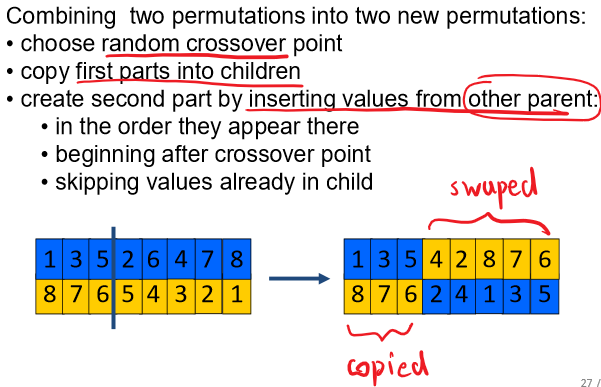 Combining two permutations into two new permutations:
• choose random crossover point
• copy first parts into children
• create second part by inserting values from other parent:
• in the order they appear there
• beginning after crossover point
• skipping values already in child
swuped
1 3 5 2 6 4 7 8
8 7 6 5 4 3 2 1
1 3 5 4 2 8 7 6
8 7 6 2 4 1 3 5
copied
27 /